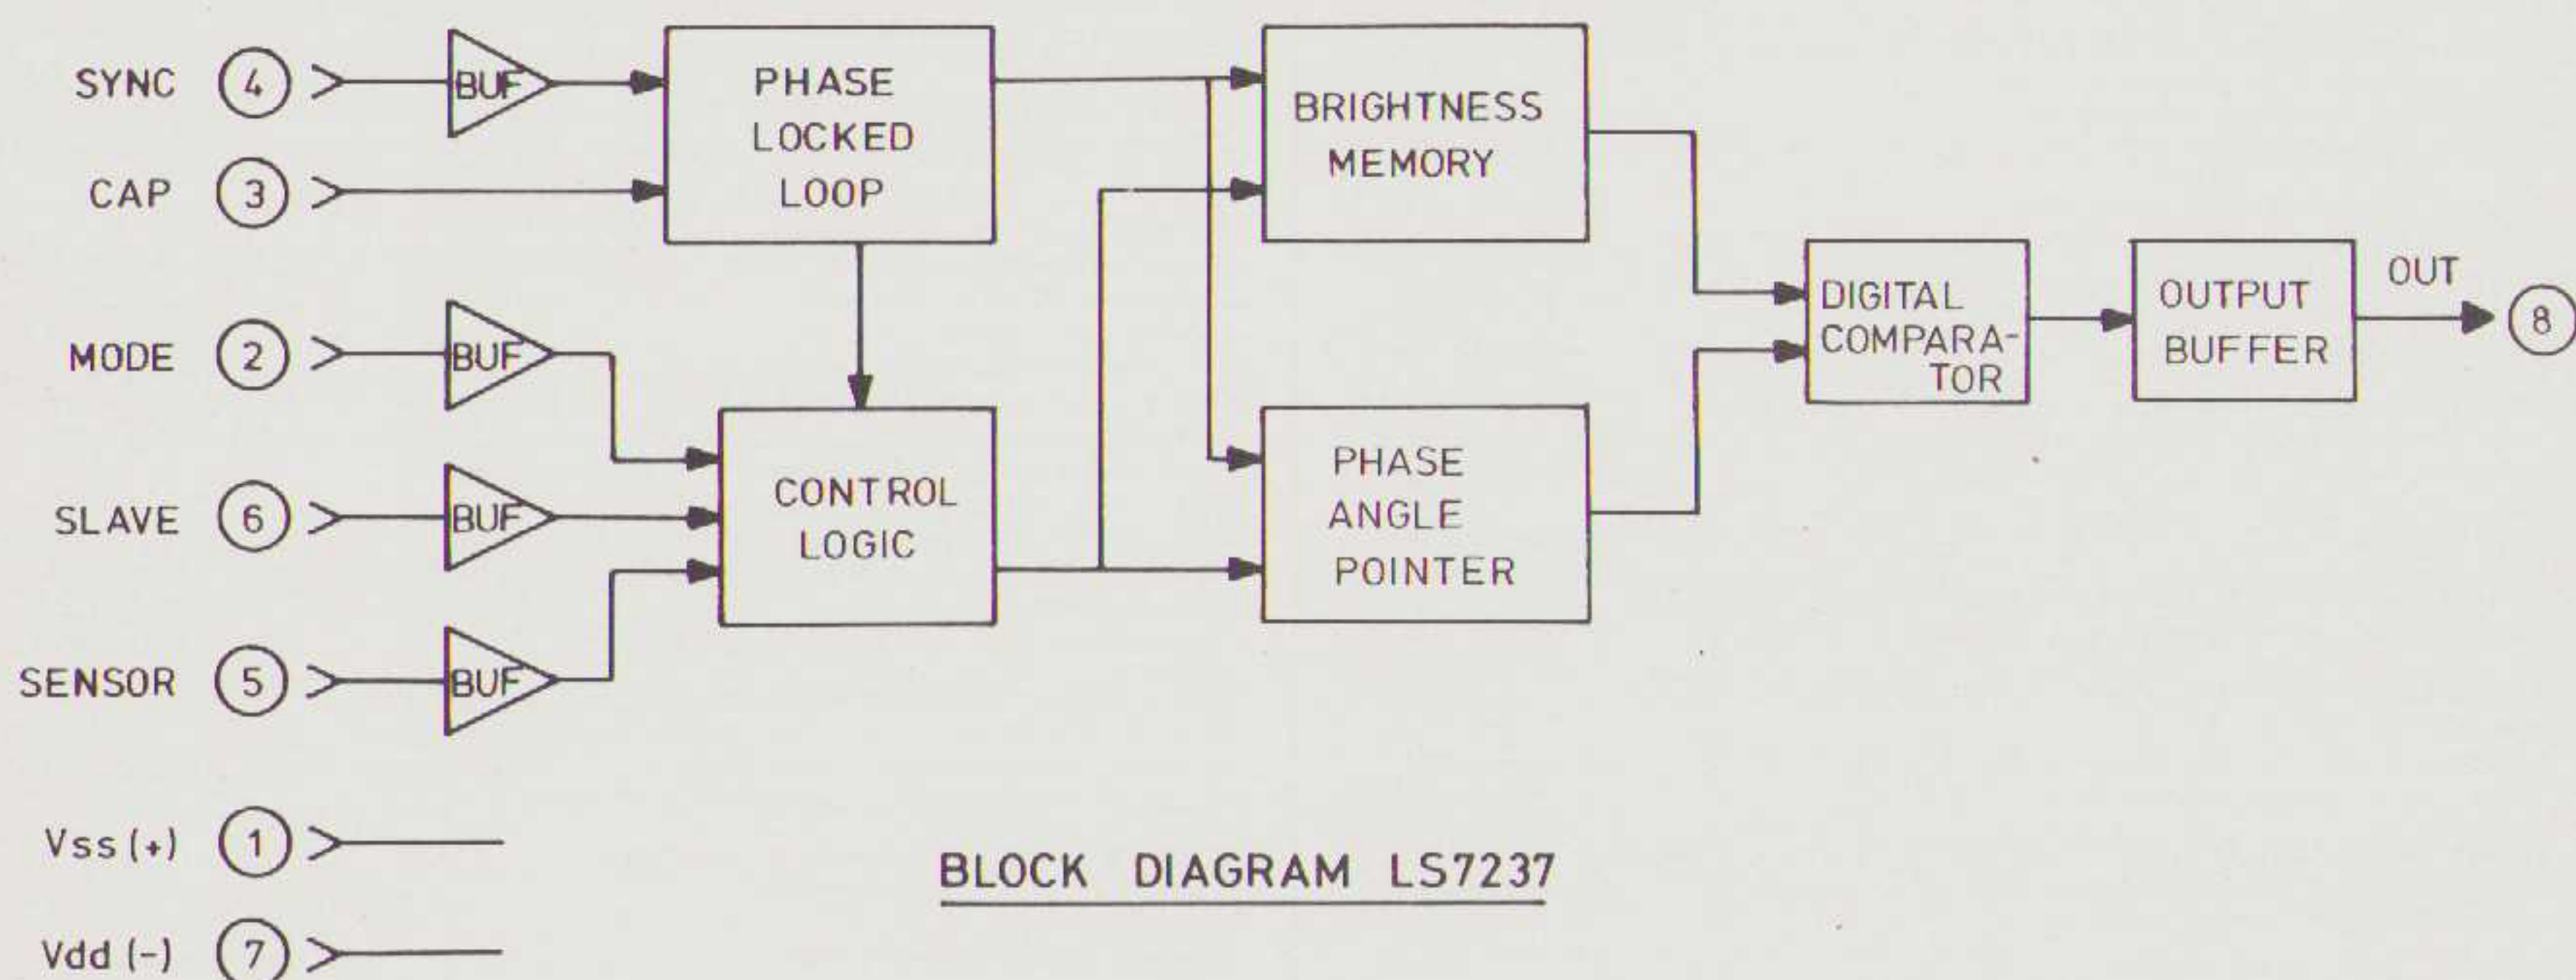 SYNC 4 BUF
CAP 3
PHASE
LOCKED
LOOP
BRIGHTNESS
MEMORY
MODE 2 BUF
SLAVE 6 BUF
SENSOR 5 BUF
CONTROL
LOGIC
PHASE
ANGLE
POINTER
DIGITAL
COMPARA-
TOR
OUTPUT
BUFFER
OUT
8
Vss (+) 1
Vdd (-) 7
BLOCK DIAGRAM LS7237